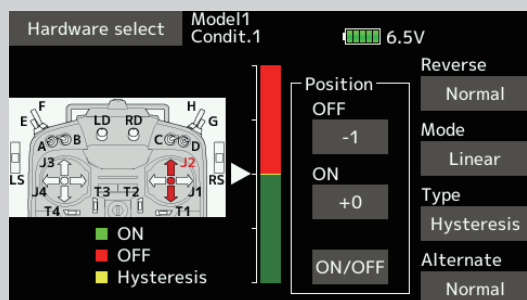 Hardware select
Model1
Condit.1
6.5V
Reverse
Normal
Mode
Linear
Type
Hysteresis
Alternate
Normal
Position
OFF
-1
ON
+0
ON/OFF
F
H
E
LD
RD
G
A
B
C
D
J3
J2
LS
RS
J4
T3
T2
J1
T4
T1
ON
OFF
Hysteresis